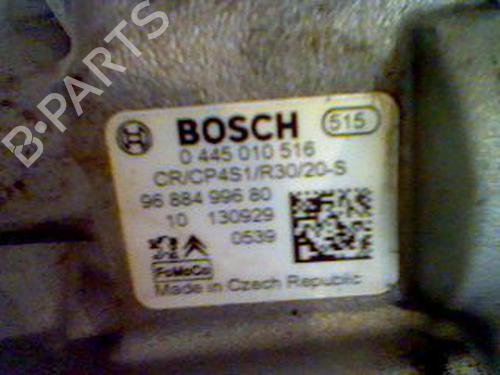 B-PARTS
BOSCH 515
0 445 010 516
CR/CP4S1/R30/20-S
96 884 996 80
10 130929
0539
FoMoCo
Made in Czech Republic